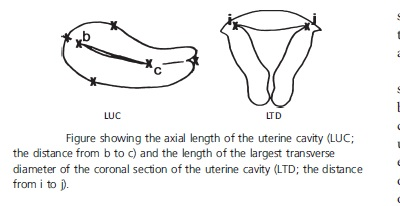 i i
b
c
LUC LTD
Figure showing the axial length of the uterine cavity (LUC;
the distance from b to c) and the length of the largest transverse
diameter of the coronal section of the uterine cavity (LTD; the distance
from i to j).